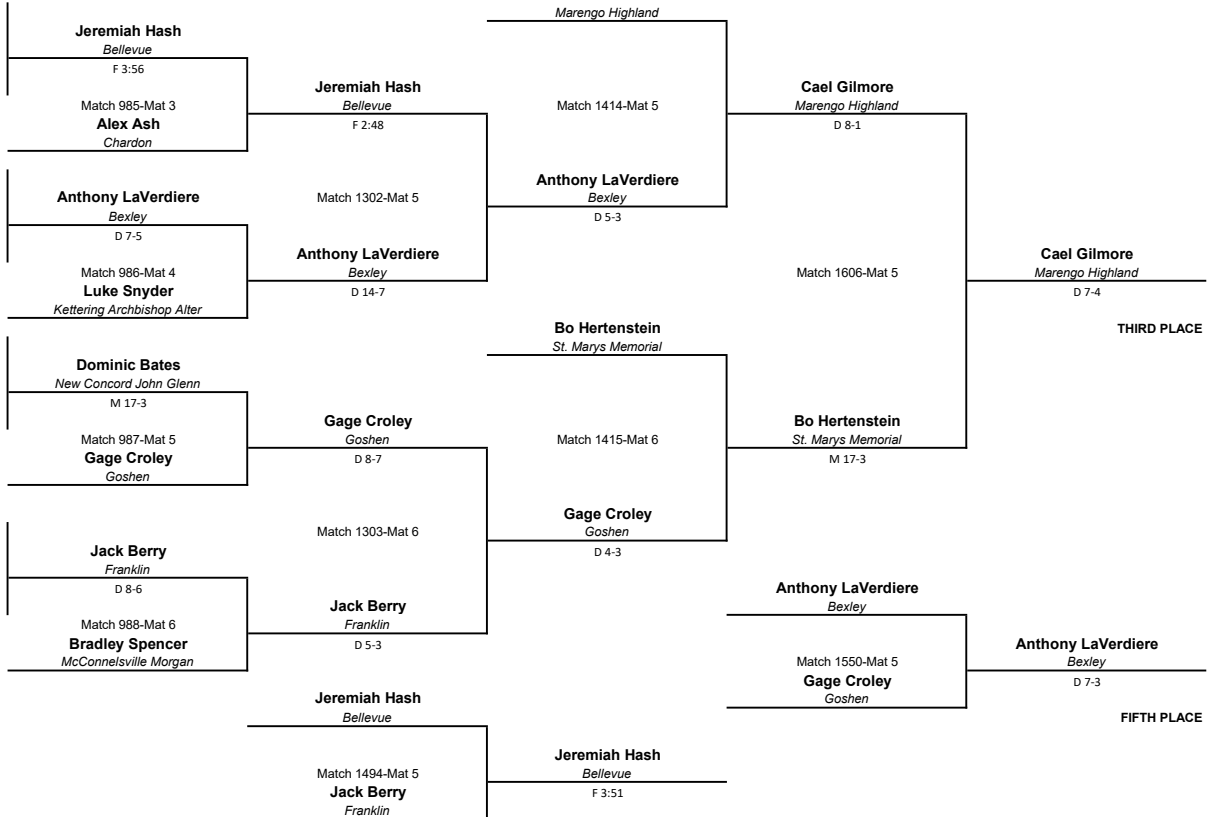 Jeremiah Hash
Bellevue
F 3:56
Match 985-Mat 3
Alex Ash
Chardon
Anthony LaVerdiere
Bexley
D 7-5
Match 986-Mat 4
Luke Snyder
Kettering Archbishop Alter
Dominic Bates
New Concord John Glenn
M 17-3
Match 987-Mat 5
Gage Croley
Goshen
Jack Berry
Franklin
D 8-6
Match 988-Mat 6
Bradley Spencer
McConnelsville Morgan
Jeremiah Hash
Bellevue
F 2:48
Match 1302-Mat 5
Anthony LaVerdiere
Bexley
D 14-7
Gage Croley
Goshen
D 8-7
Match 1303-Mat 6
Jack Berry
Franklin
D 5-3
Jeremiah Hash
Bellevue
Match 1494-Mat 5
Jack Berry
Franklin
Marengo Highland
Match 1414-Mat 5
Anthony LaVerdiere
Bexley
D 5-3
Bo Hertenstein
St. Marys Memorial
Match 1415-Mat 6
Gage Croley
Goshen
D 4-3
Jeremiah Hash
Bellevue
F 3:51
Cael Gilmore
Marengo Highland
D 8-1
Match 1606-Mat 5
Bo Hertenstein
St. Marys Memorial
M 17-3
Anthony LaVerdiere
Bexley
Match 1550-Mat 5
Gage Croley
Goshen
Cael Gilmore
Marengo Highland
D 7-4
THIRD PLACE
Anthony LaVerdiere
Bexley
D 7-3
FIFTH PLACE